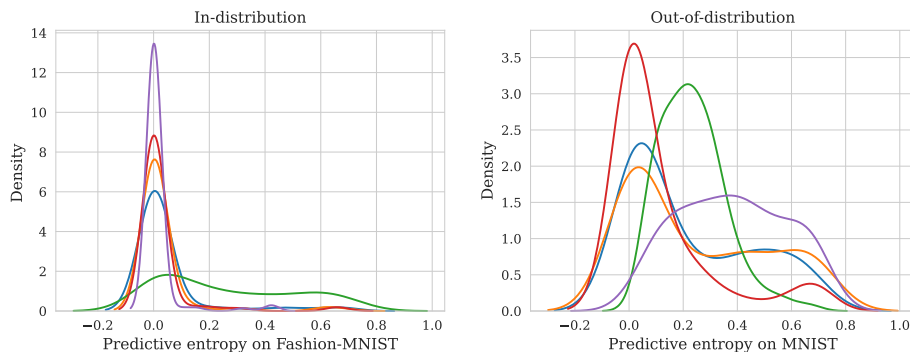 In-distribution
Density
14
12
10
8
6
4
2
0
−0.2 0.0 0.2 0.4 0.6 0.8 1.0
Predictive entropy on Fashion-MNIST
Out-of-distribution
Density
3.5
3.0
2.5
2.0
1.5
1.0
0.5
0.0
−0.2 0.0 0.2 0.4 0.6 0.8 1.0
Predictive entropy on MNIST